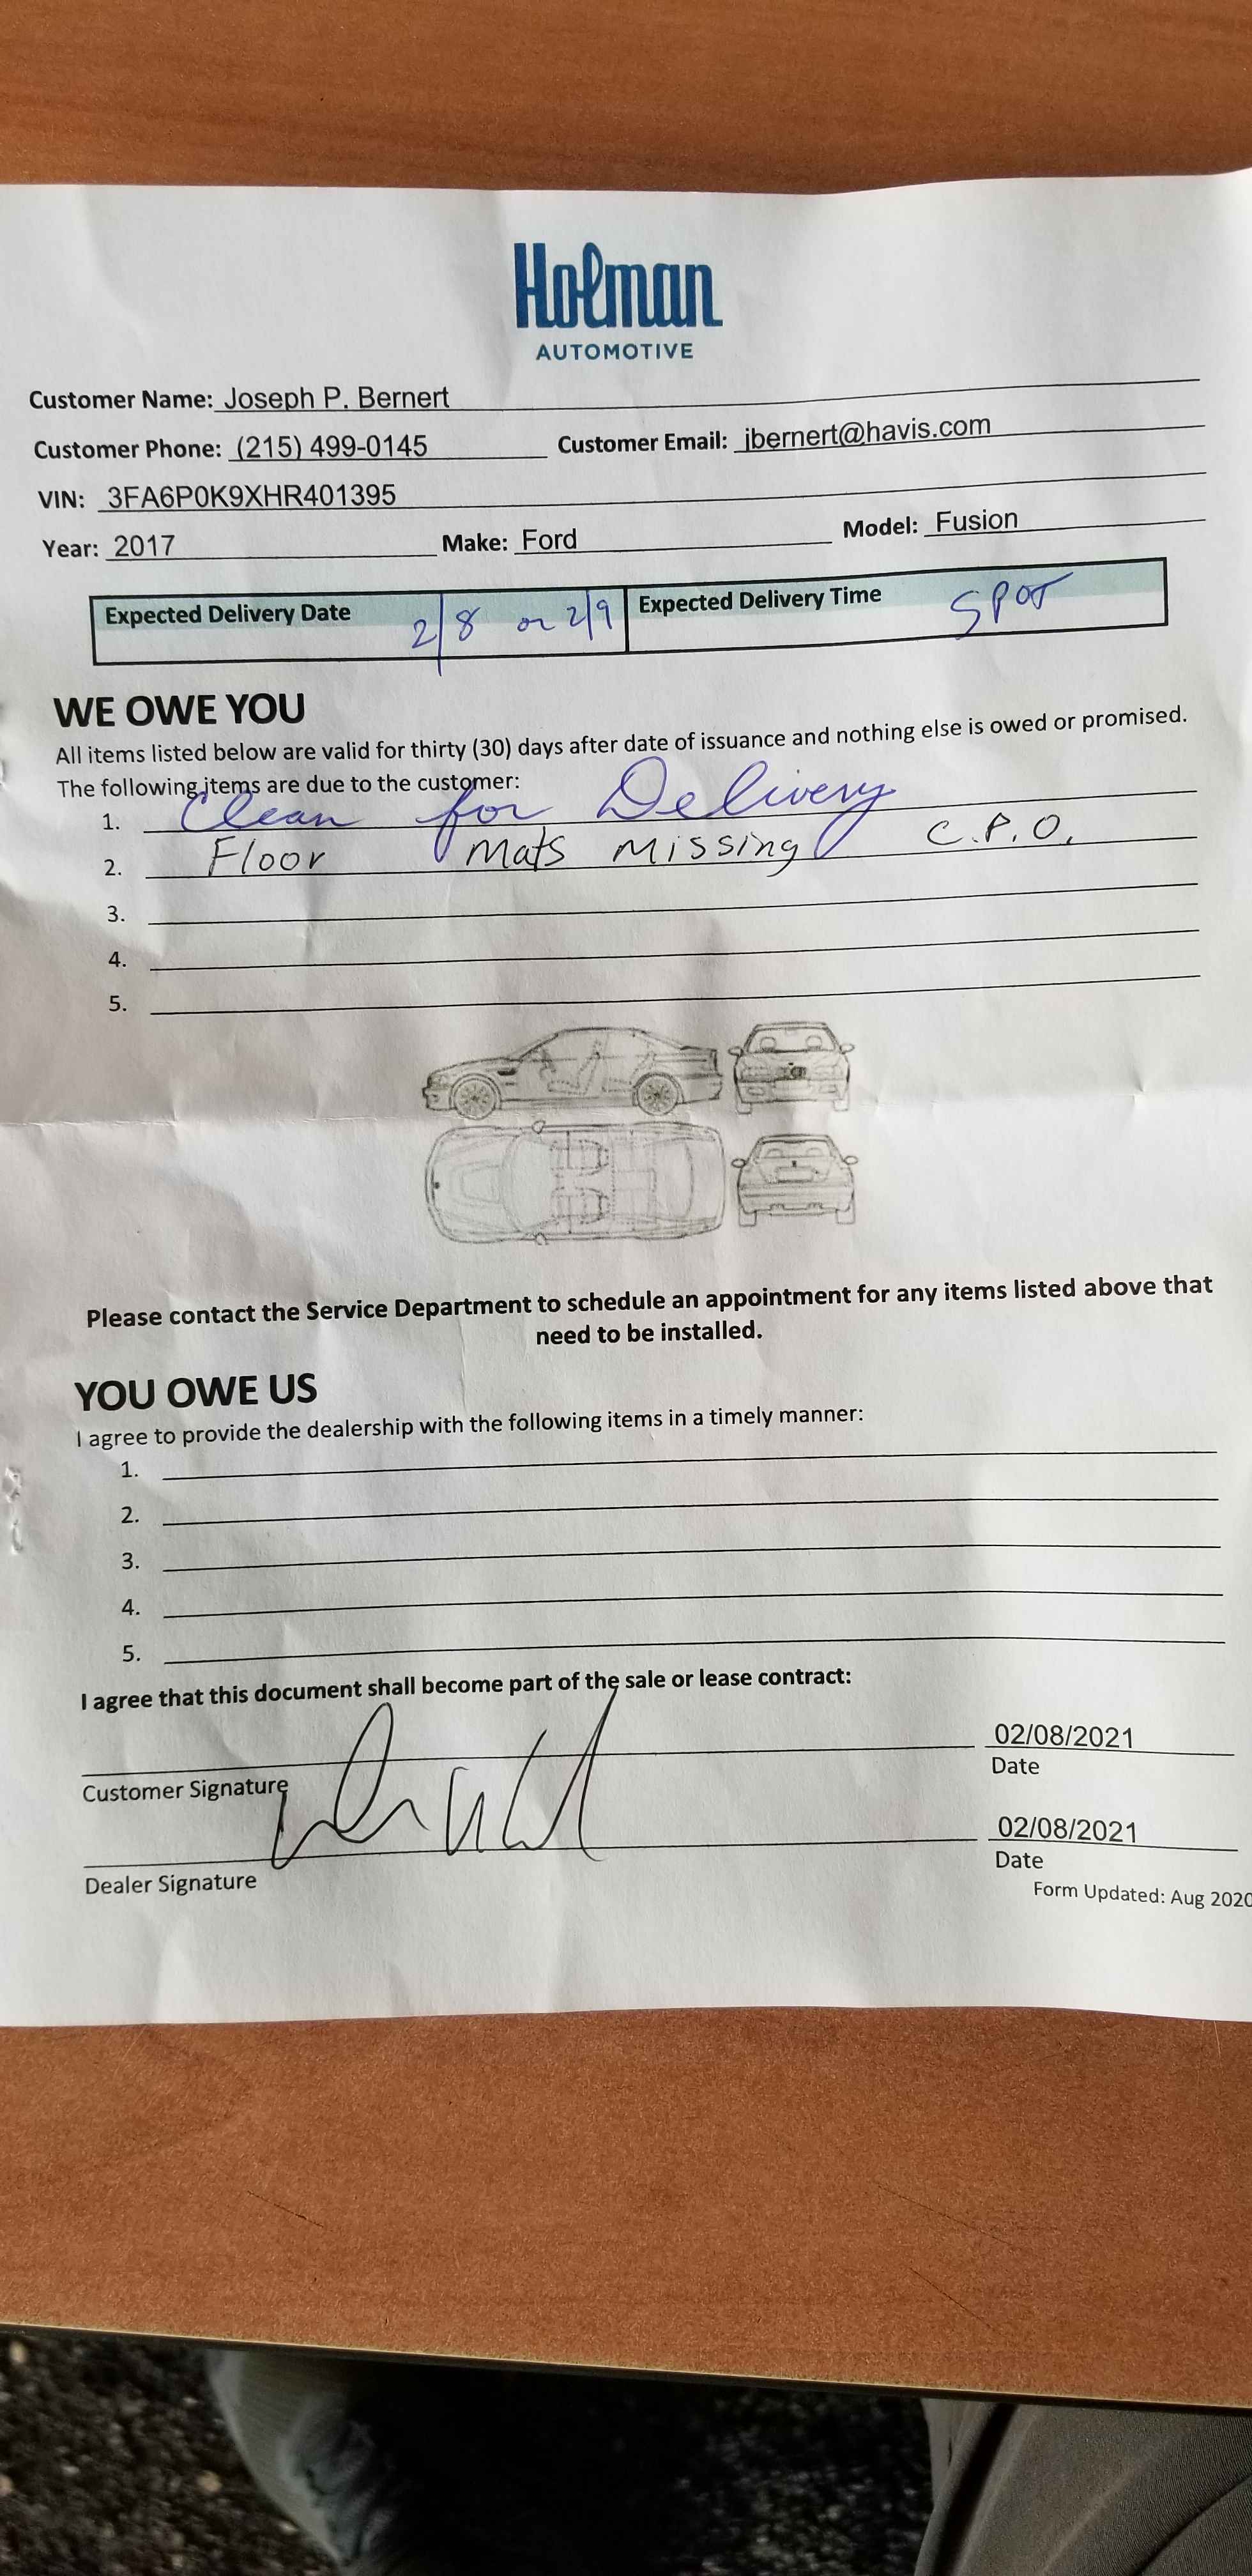 Holman
AUTOMOTIVE
Customer Name: Joseph P. Bernert
Customer Phone: (215) 499-0145 Customer Email: jbernert@havis.com
VIN: 3FA6P0K9XHR401395
Year: 2017 Make: Ford Model: Fusion
Expected Delivery Date 2/8 or 2/9 Expected Delivery Time SPOT
WE OWE YOU
All items listed below are valid for thirty (30) days after date of issuance and nothing else is owed or promised.
The following items are due to the customer:
1. Clean for Delivery
2. Floor Mats Missing C.P.O.
3.
4.
5.
Please contact the Service Department to schedule an appointment for any items listed above that
need to be installed.
YOU OWE US
I agree to provide the dealership with the following items in a timely manner:
1.
2.
3.
4.
5.
I agree that this document shall become part of the sale or lease contract:
02/08/2021
Customer Signature Date
02/08/2021
Dealer Signature Date
Form Updated: Aug 2020